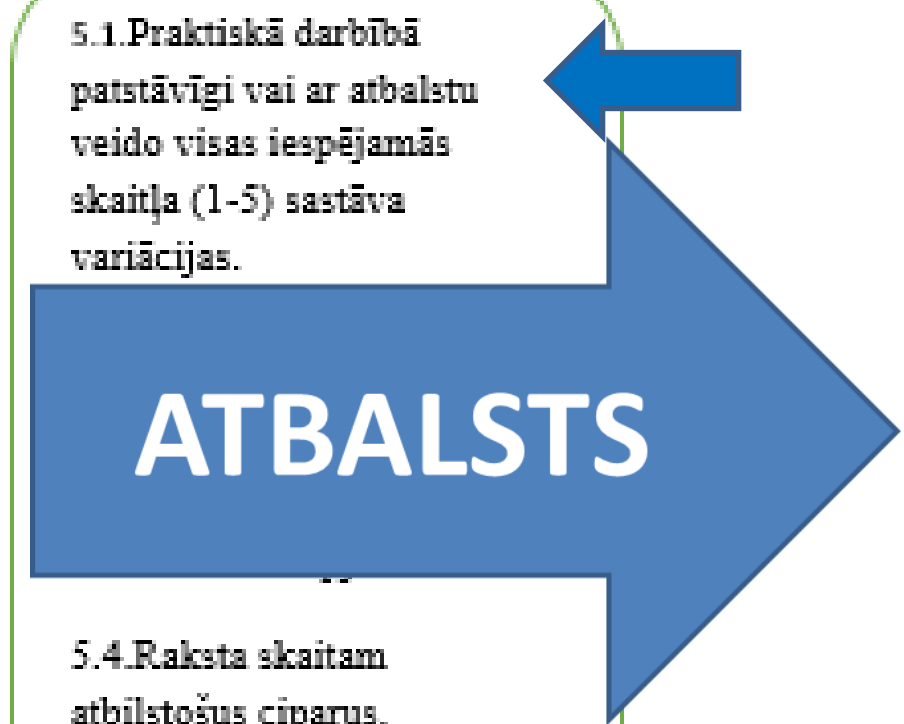 5.1.Praktiskā darbībā
patstāvīgi vai ar atbalstu
veido visas iespējamās
skaitļa (1-5) sastāva
variācijas.
ATBALSTS
5.4.Raksta skaitam
atbilstošus ciparus.